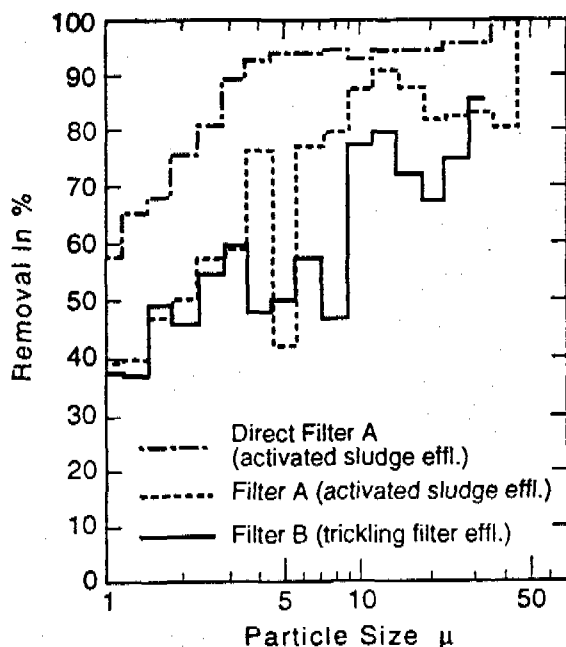 100
90
80
70
60
50
40
30
20
10
0
Removal In %
Direct Filter A
(activated sludge effl.)
Filter A (activated sludge effl.)
Filter B (trickling filter effl.)
1 5 10 50
Particle Size μ